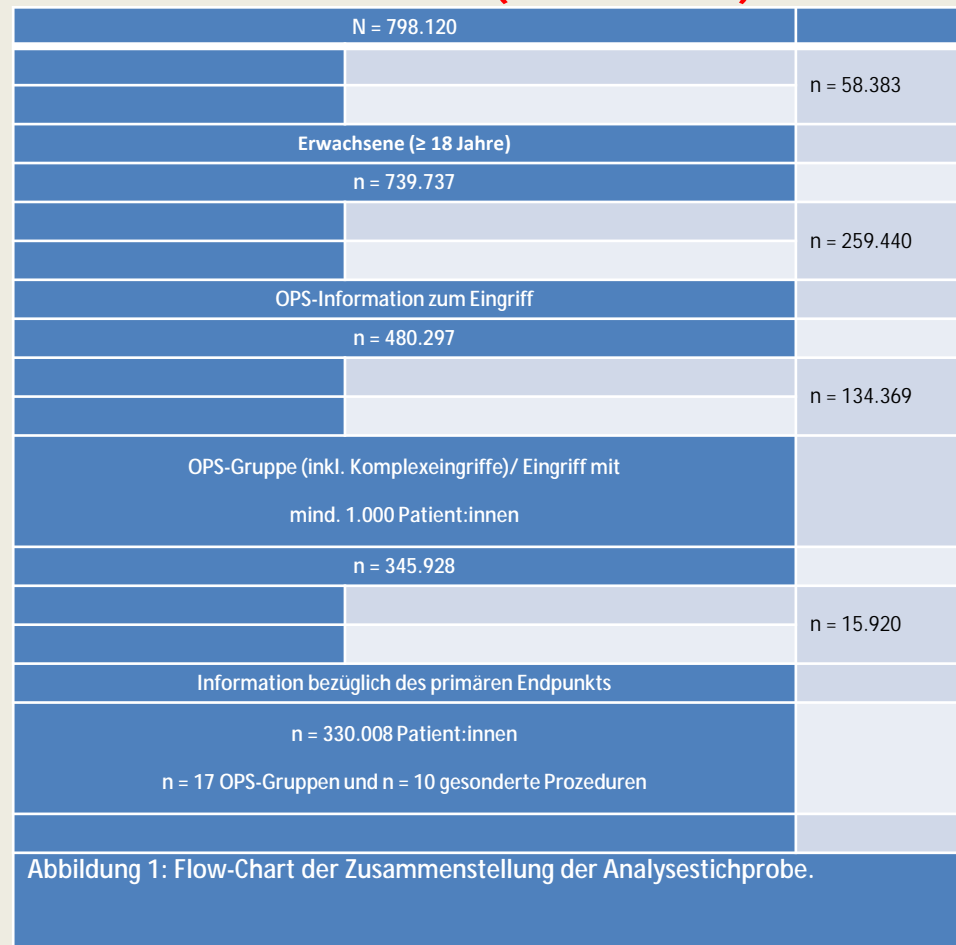 N = 798.120
n = 58.383
Erwachsene (≥ 18 Jahre)
n = 739.737
n = 259.440
OPS-Information zum Eingriff
n = 480.297
n = 134.369
OPS-Gruppe (inkl. Komplexeingriffe)/ Eingriff mit
mind. 1.000 Patient:innen
n = 345.928
n = 15.920
Information bezüglich des primären Endpunkts
n = 330.008 Patient:innen
n = 17 OPS-Gruppen und n = 10 gesonderte Prozeduren
Abbildung 1: Flow-Chart der Zusammenstellung der Analysestichprobe.